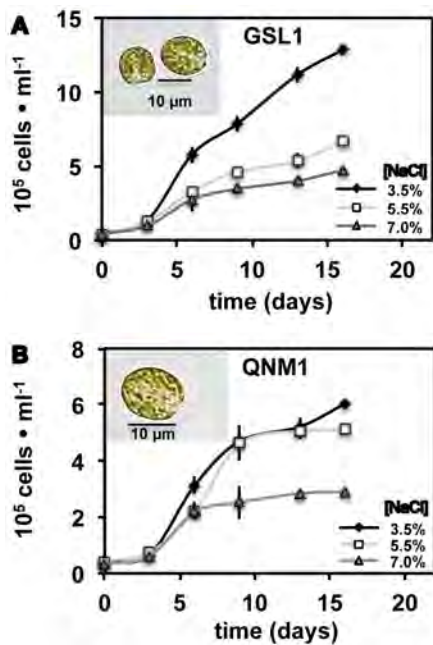 A
GSL1
10 µm
10⁵ cells • ml⁻¹
15
10
5
0
[NaCl]
3.5%
5.5%
7.0%
0 5 10 15 20
time (days)
B
QNM1
10 µm
10⁵ cells • ml⁻¹
8
6
4
2
0
[NaCl]
3.5%
5.5%
7.0%
0 5 10 15 20
time (days)